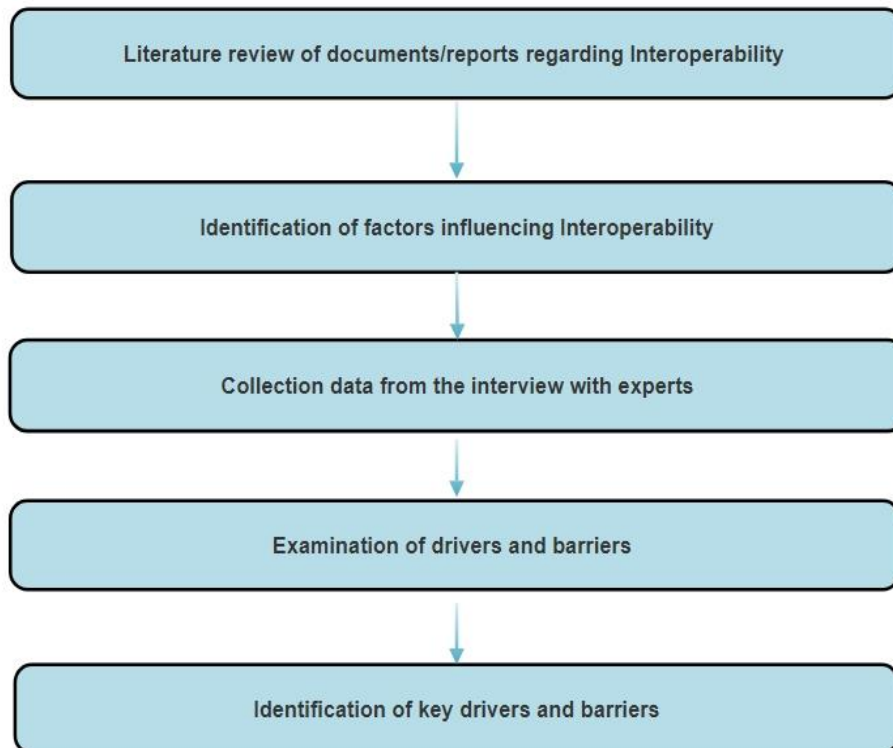 Literature review of documents/reports regarding Interoperability
Identification of factors influencing Interoperability
Collection data from the interview with experts
Examination of drivers and barriers
Identification of key drivers and barriers